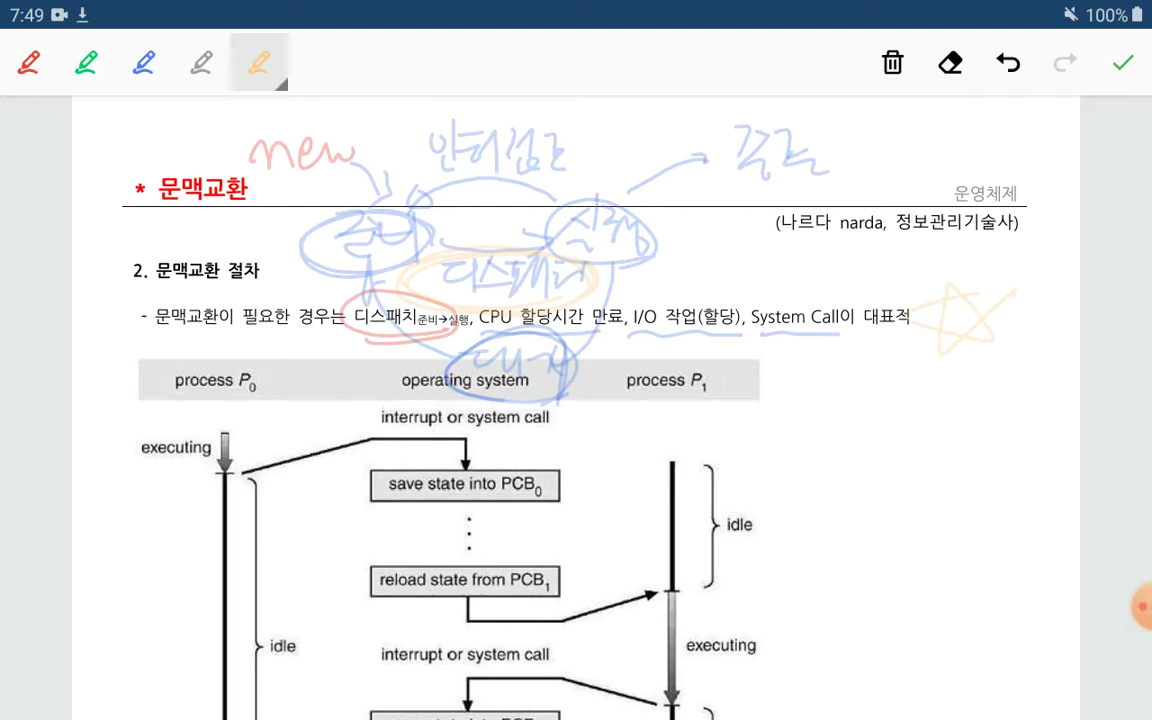 7:49 100%
new
종료
* 문맥교환
운영체제
준비
실행
(나르다 narda, 정보관리기술사)
2. 문맥교환 절차
디스패치
- 문맥교환이 필요한 경우는 디스패치준비→실행, CPU 할당시간 만료, I/O 작업(할당), System Call이 대표적
대기
process P0 operating system process P1
interrupt or system call
executing
save state into PCB0
idle
reload state from PCB1
idle
executing
interrupt or system call